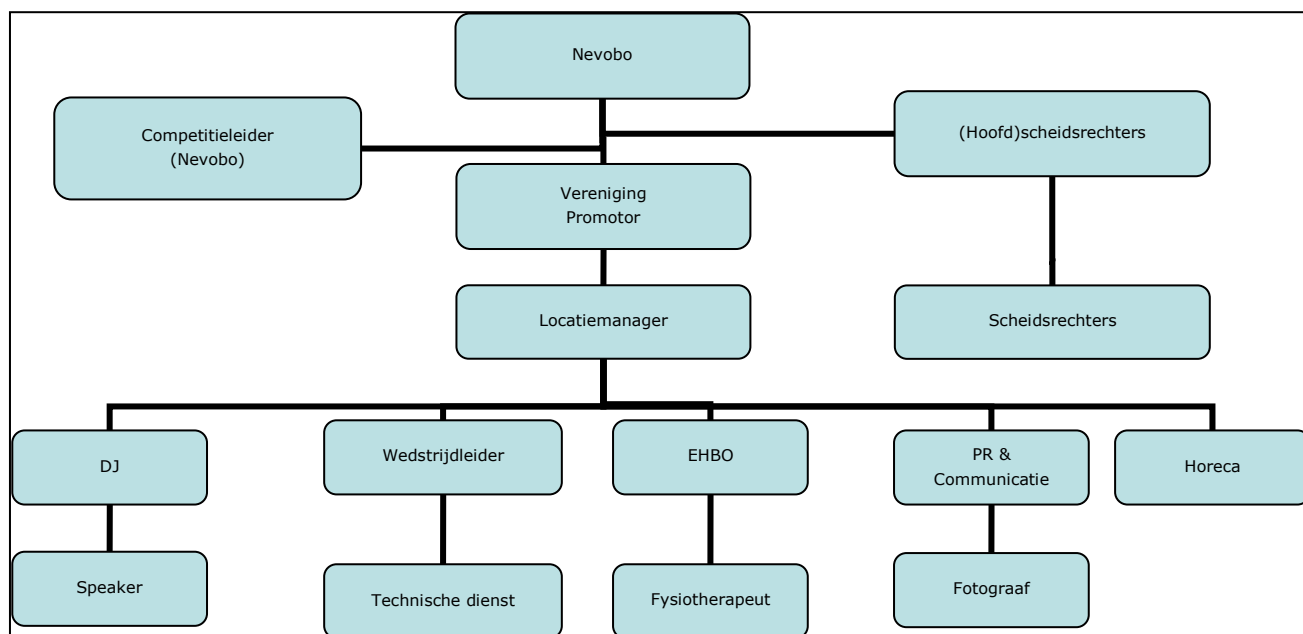 Nevobo
Competitieleider
(Nevobo)
(Hoofd)scheidsrechters
Vereniging
Promotor
Locatiemanager
Scheidsrechters
DJ
Wedstrijdleider
EHBO
PR &
Communicatie
Horeca
Speaker
Technische dienst
Fysiotherapeut
Fotograaf